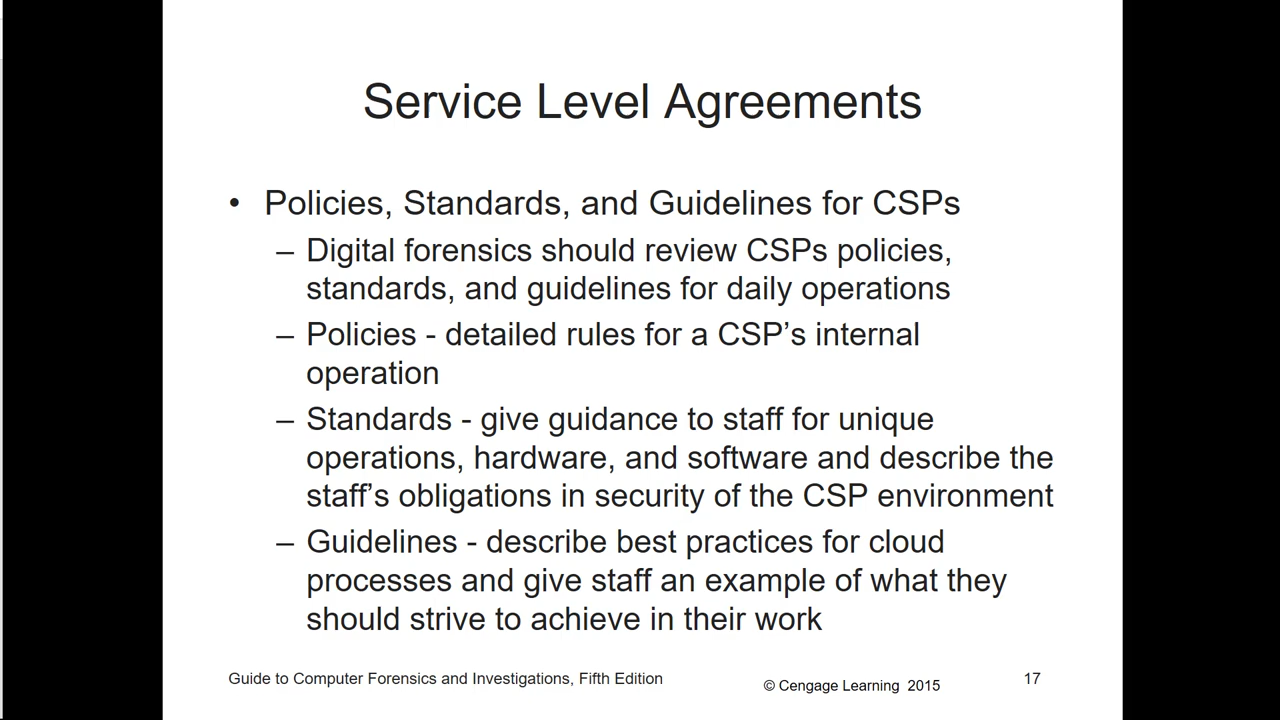 Service Level Agreements
• Policies, Standards, and Guidelines for CSPs
– Digital forensics should review CSPs policies,
standards, and guidelines for daily operations
– Policies - detailed rules for a CSP’s internal
operation
– Standards - give guidance to staff for unique
operations, hardware, and software and describe the
staff’s obligations in security of the CSP environment
– Guidelines - describe best practices for cloud
processes and give staff an example of what they
should strive to achieve in their work
Guide to Computer Forensics and Investigations, Fifth Edition
© Cengage Learning 2015
17